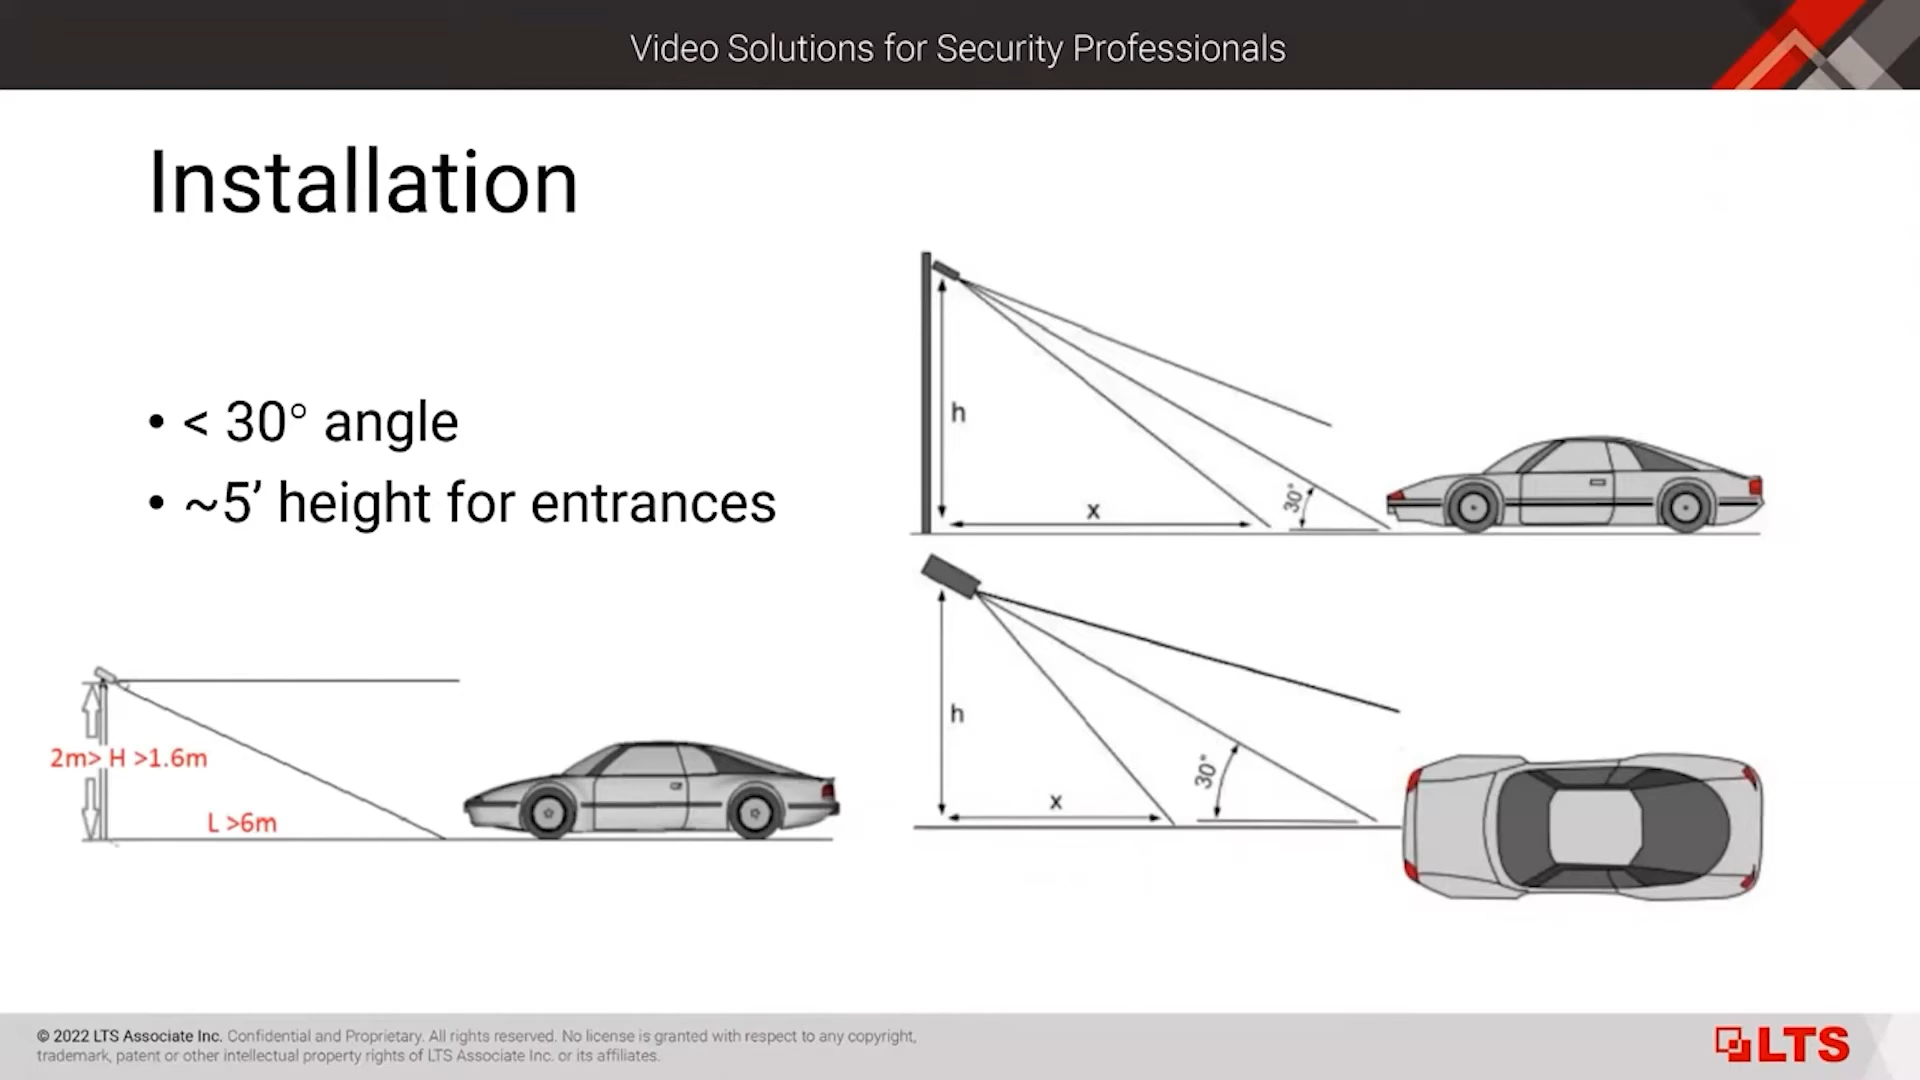 Video Solutions for Security Professionals
Installation
• < 30° angle
• ~5’ height for entrances
h
x
30°
h
x
30°
2m> H >1.6m
L >6m
© 2022 LTS Associate Inc. Confidential and Proprietary. All rights reserved. No license is granted with respect to any copyright,
trademark, patent or other intellectual property rights of LTS Associate Inc. or its affiliates.
LTS